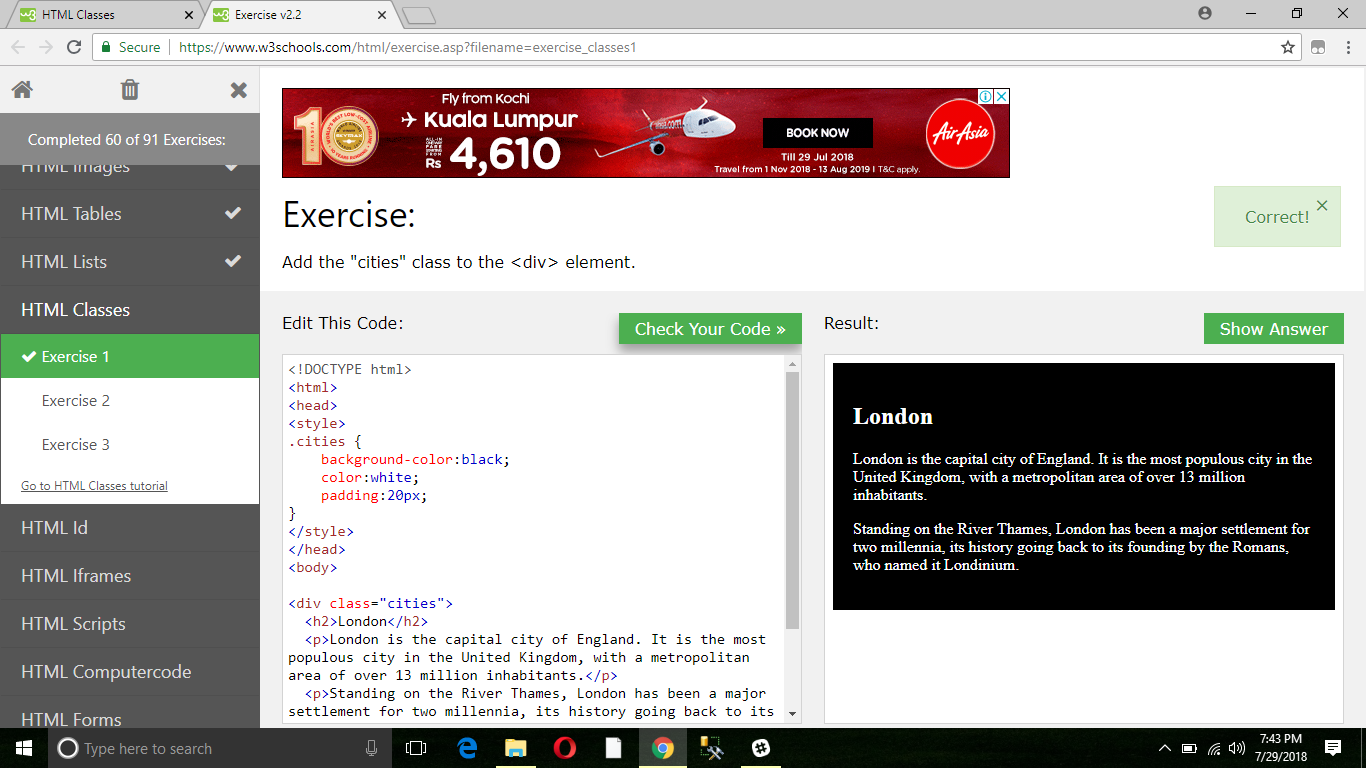 HTML Classes
Exercise v2.2
Secure
https://www.w3schools.com/html/exercise.asp?filename=exercise_classes1
Completed 60 of 91 Exercises:
HTML Images
HTML Tables
HTML Lists
HTML Classes
Exercise 1
Exercise 2
Exercise 3
Go to HTML Classes tutorial
HTML Id
HTML Iframes
HTML Scripts
HTML Computercode
HTML Forms
Fly from Kochi
Kuala Lumpur
Rs 4,610
BOOK NOW
Till 29 Jul 2018
Travel from 1 Nov 2018 - 13 Aug 2019 | T&C apply.
AirAsia
Exercise:
Correct!
Add the "cities" class to the <div> element.
Edit This Code:
Check Your Code »
<!DOCTYPE html>
<html>
<head>
<style>
.cities {
    background-color:black;
    color:white;
    padding:20px;
}
</style>
</head>
<body>

<div class="cities">
  <h2>London</h2>
  <p>London is the capital city of England. It is the most
populous city in the United Kingdom, with a metropolitan
area of over 13 million inhabitants.</p>
  <p>Standing on the River Thames, London has been a major
settlement for two millennia, its history going back to its
Result:
Show Answer
London
London is the capital city of England. It is the most populous city in the
United Kingdom, with a metropolitan area of over 13 million
inhabitants.
Standing on the River Thames, London has been a major settlement for
two millennia, its history going back to its founding by the Romans,
who named it Londinium.
Type here to search
7:43 PM
7/29/2018